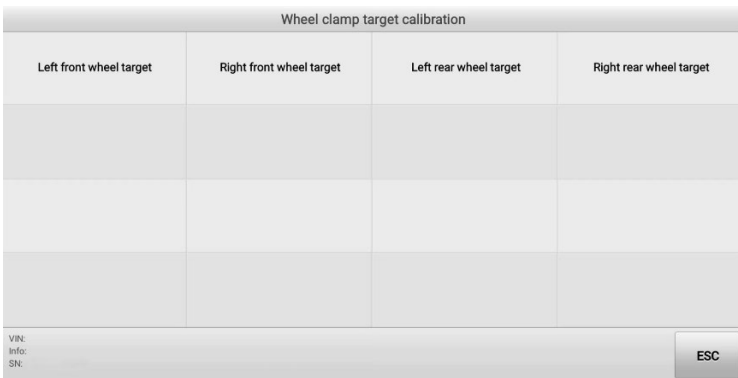 Wheel clamp target calibration
Left front wheel target Right front wheel target Left rear wheel target Right rear wheel target
VIN:
Info:
SN:
ESC